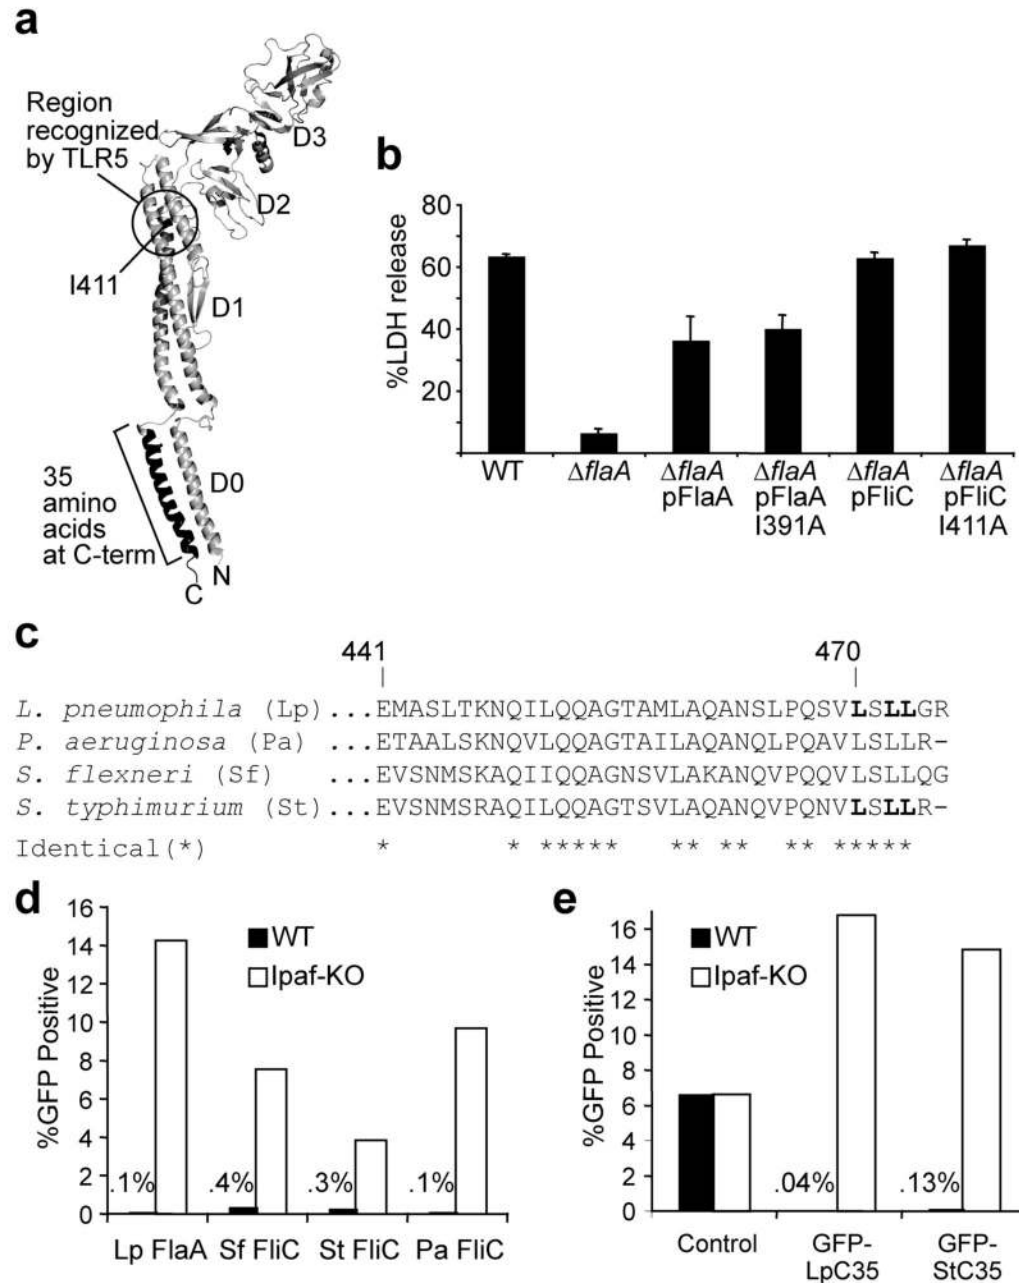 a
Region
recognized
by TLR5
I411
D3
D2
D1
D0
35
amino
acids
at C-term
C
N
b
%LDH release
80
60
40
20
WT
ΔflaA
ΔflaA
pFlaA
ΔflaA
pFlaA
I391A
ΔflaA
pFliC
ΔflaA
pFliC
I411A
c
441 470
L. pneumophila (Lp)...EMASLTKNQILQQAGTAMLAQANSLPQSVLSLLGR
P. aeruginosa (Pa) ...ETAALSKNQVLQQAGTAILAQANQLPQAVLSLLR-
S. flexneri (Sf) ...EVSNMSKAQIIQQAGNSVLAKANQVPQQVLSLLQG
S. typhimurium (St) ...EVSNMSRAQILQQAGTSVLAQANQVPQNVLSLLR-
Identical(*) * * ***** ** ** ** *****
d
%GFP Positive
16
14
12
10
8
6
4
2
0
WT
Ipaf-KO
.1%
.4%
.3%
.1%
Lp FlaA
Sf FliC
St FliC
Pa FliC
e
%GFP Positive
16
14
12
10
8
6
4
2
0
WT
Ipaf-KO
.04%
.13%
Control
GFP-
LpC35
GFP-
StC35